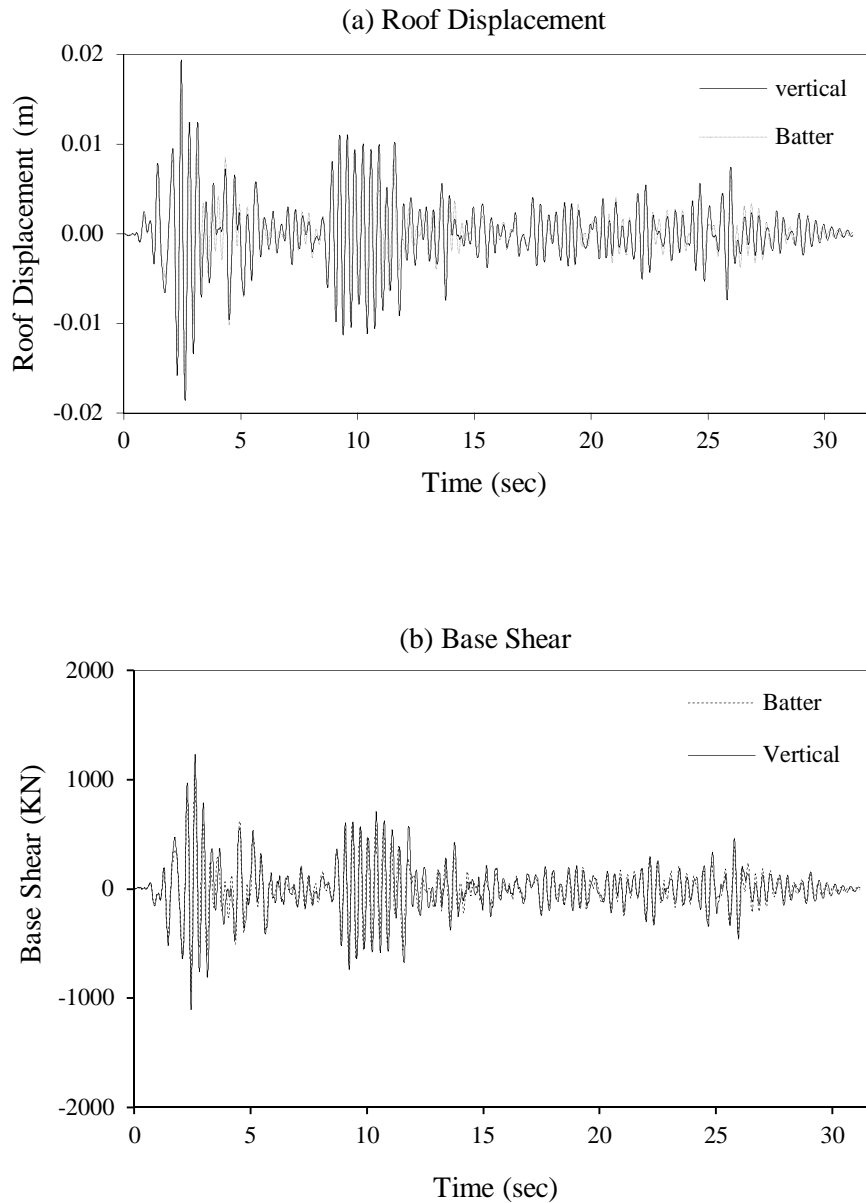 (a) Roof Displacement
0.02
0.01
0.00
-0.01
-0.02
Roof Displacement (m)
vertical
Batter
0 5 10 15 20 25 30
Time (sec)
(b) Base Shear
2000
1000
0
-1000
-2000
Base Shear (KN)
Batter
Vertical
0 5 10 15 20 25 30
Time (sec)